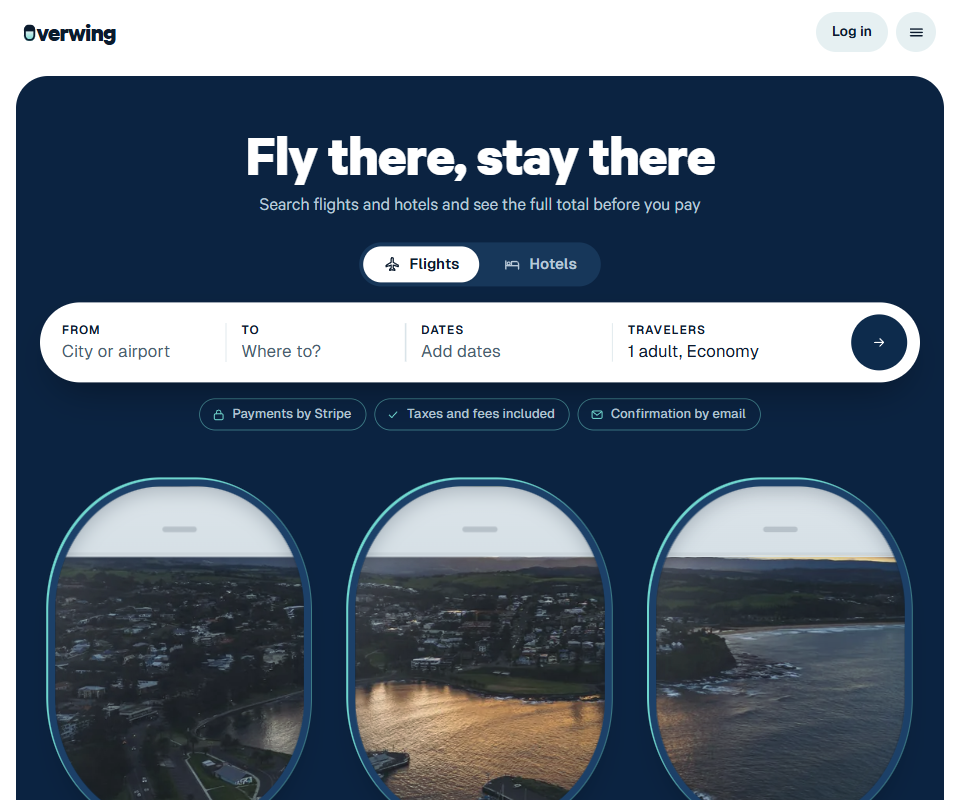 Overwing
Log in
Fly there, stay there
Search flights and hotels and see the full total before you pay
Flights
Hotels
FROM
City or airport
TO
Where to?
DATES
Add dates
TRAVELERS
1 adult, Economy
Payments by Stripe
Taxes and fees included
Confirmation by email